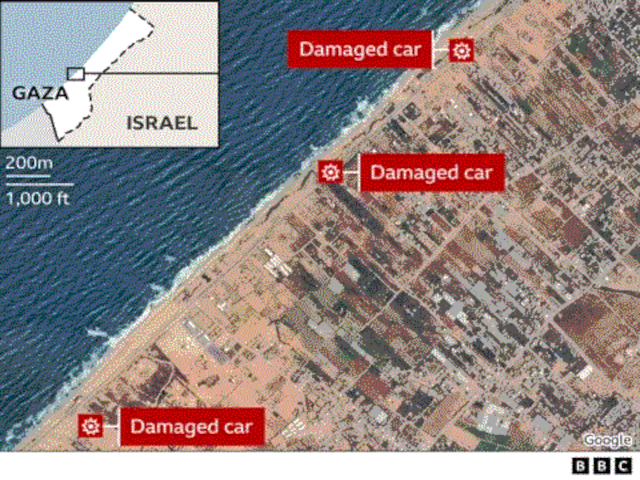 Damaged car
GAZA
ISRAEL
200m
1,000 ft
Damaged car
Damaged car
Google
BBC